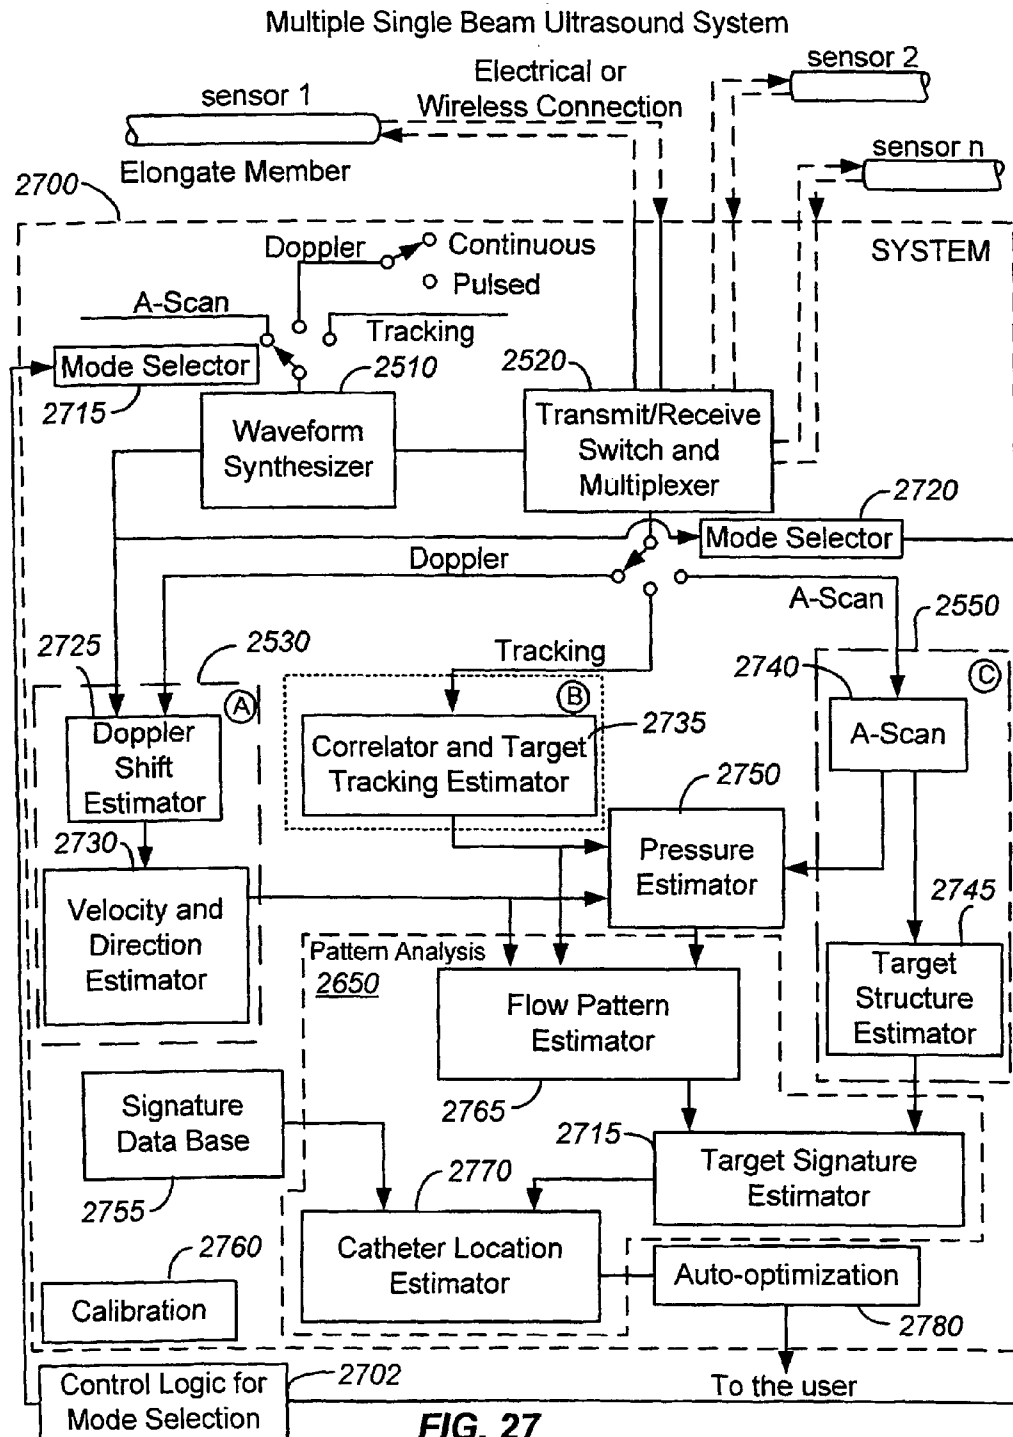 Multiple Single Beam Ultrasound System
sensor 1
Electrical or
Wireless Connection
sensor 2
sensor n
Elongate Member
2700
SYSTEM
Doppler
Continuous
Pulsed
A-Scan
Tracking
Mode Selector
2715
2510
2520
Waveform
Synthesizer
Transmit/Receive
Switch and
Multiplexer
2720
Mode Selector
Doppler
A-Scan
2550
2725
2530
Tracking
2740
A
B
C
Doppler
Shift
Estimator
Correlator and Target
Tracking Estimator
2735
A-Scan
2750
2730
Pressure
Estimator
2745
Velocity and
Direction
Estimator
Pattern Analysis
2650
Flow Pattern
Estimator
Target
Structure
Estimator
Signature
Data Base
2765
2715
2755
2770
Target Signature
Estimator
2760
Catheter Location
Estimator
Auto-optimization
Calibration
2780
Control Logic for
Mode Selection
2702
To the user
FIG. 27